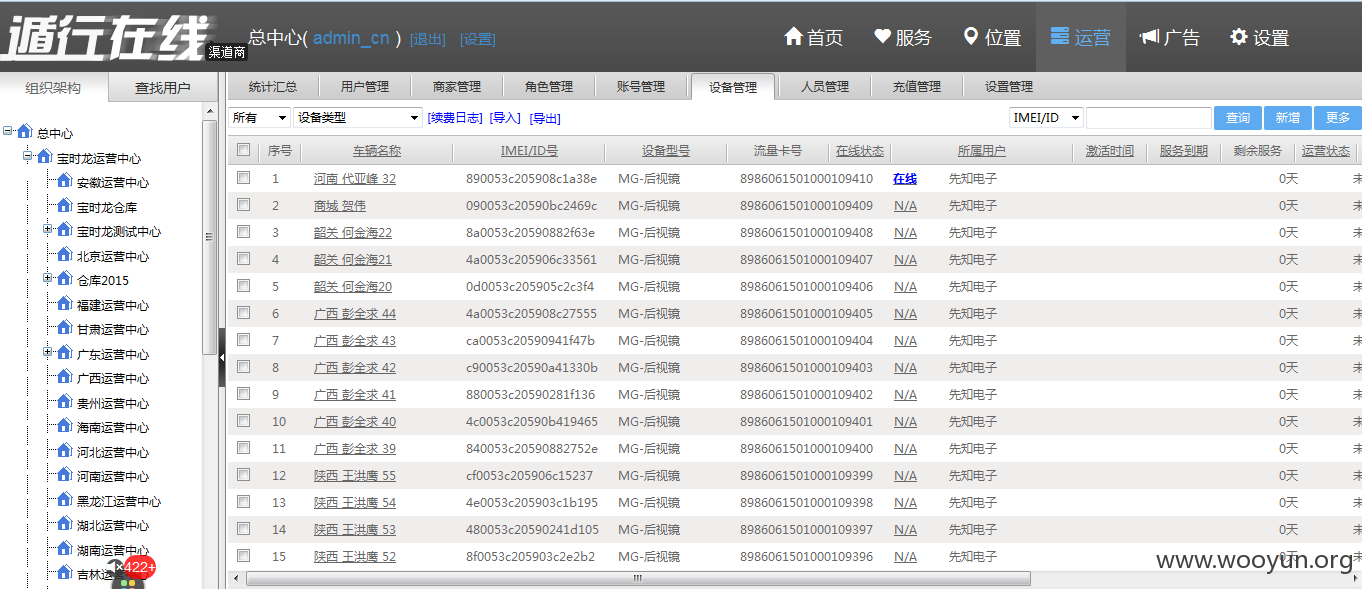 遁行在线 渠道商 总中心( admin_cn ) [退出] [设置] 首页 服务 位置 运营 广告 设置
组织架构 查找用户 统计汇总 用户管理 商家管理 角色管理 账号管理 设备管理 人员管理 充值管理 设置管理
所有 设备类型 [续费日志] [导入] [导出] IMEI/ID 查询 新增 更多
总中心
宝时龙运营中心
安徽运营中心
宝时龙仓库
宝时龙测试中心
北京运营中心
仓库2015
福建运营中心
甘肃运营中心
广东运营中心
广西运营中心
贵州运营中心
海南运营中心
河北运营中心
河南运营中心
黑龙江运营中心
湖北运营中心
湖南运营中心
吉林运营
422+
序号 车辆名称 IMEI/ID号 设备型号 流量卡号 在线状态 所属用户 激活时间 服务到期 剩余服务 运营状态
1 河南 代亚峰 32 890053c205908c1a38e MG-后视镜 8986061501000109410 在线 先知电子 0天 未
2 商城 贺伟 090053c20590bc2469c MG-后视镜 8986061501000109409 N/A 先知电子 0天 未
3 韶关 何金海22 8a0053c20590882f63e MG-后视镜 8986061501000109408 N/A 先知电子 0天 未
4 韶关 何金海21 4a0053c205906c33561 MG-后视镜 8986061501000109407 N/A 先知电子 0天 未
5 韶关 何金海20 0d0053c205905c2c3f4 MG-后视镜 8986061501000109406 N/A 先知电子 0天 未
6 广西 彭全求 44 4a0053c205908c27555 MG-后视镜 8986061501000109405 N/A 先知电子 0天 未
7 广西 彭全求 43 ca0053c20590941f47b MG-后视镜 8986061501000109404 N/A 先知电子 0天 未
8 广西 彭全求 42 c90053c20590a41330b MG-后视镜 8986061501000109403 N/A 先知电子 0天 未
9 广西 彭全求 41 880053c20590281f136 MG-后视镜 8986061501000109402 N/A 先知电子 0天 未
10 广西 彭全求 40 4c0053c20590b419465 MG-后视镜 8986061501000109401 N/A 先知电子 0天 未
11 广西 彭全求 39 840053c20590882752e MG-后视镜 8986061501000109400 N/A 先知电子 0天 未
12 陕西 王洪鹰 55 cf0053c205906c15237 MG-后视镜 8986061501000109399 N/A 先知电子 0天 未
13 陕西 王洪鹰 54 4e0053c205903c1b195 MG-后视镜 8986061501000109398 N/A 先知电子 0天 未
14 陕西 王洪鹰 53 480053c20590241d105 MG-后视镜 8986061501000109397 N/A 先知电子 0天 未
15 陕西 王洪鹰 52 8f0053c205903c2e2b2 MG-后视镜 8986061501000109396 N/A 先知电子 0天 未
www.wooyun.org